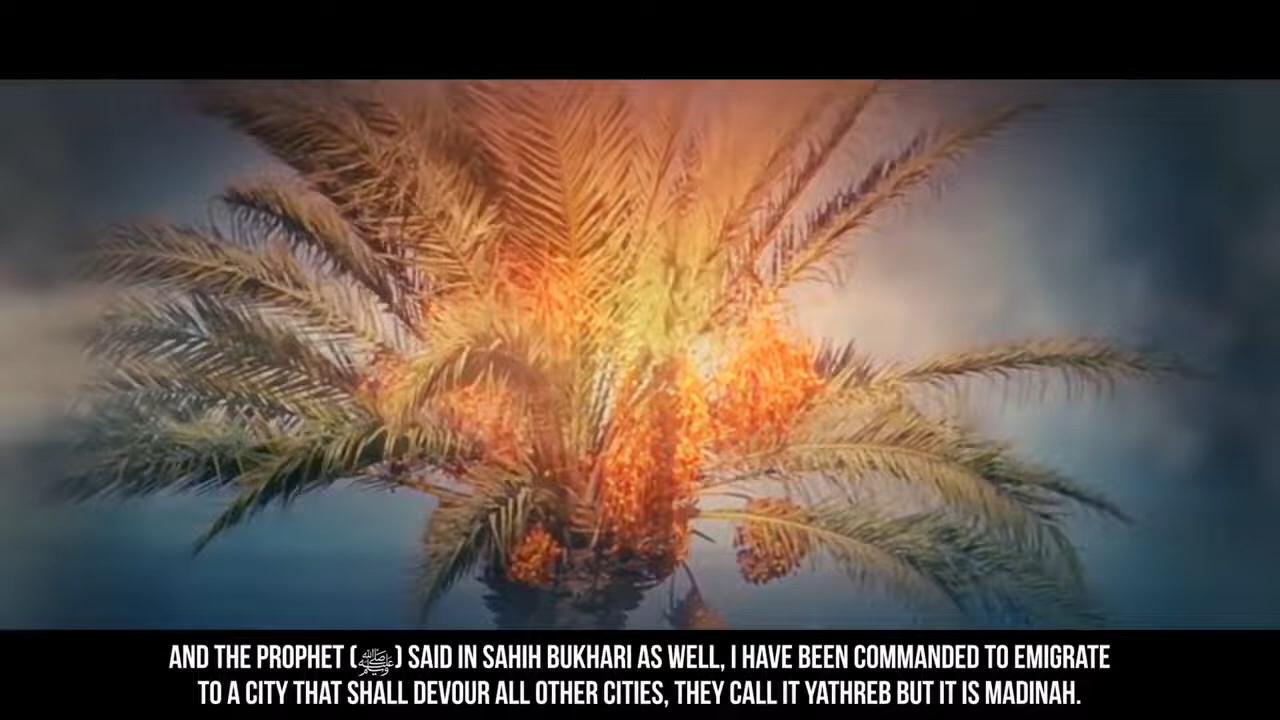 AND THE PROPHET (ﷺ) SAID IN SAHIH BUKHARI AS WELL, I HAVE BEEN COMMANDED TO EMIGRATE
TO A CITY THAT SHALL DEVOUR ALL OTHER CITIES, THEY CALL IT YATHREB BUT IT IS MADINAH.